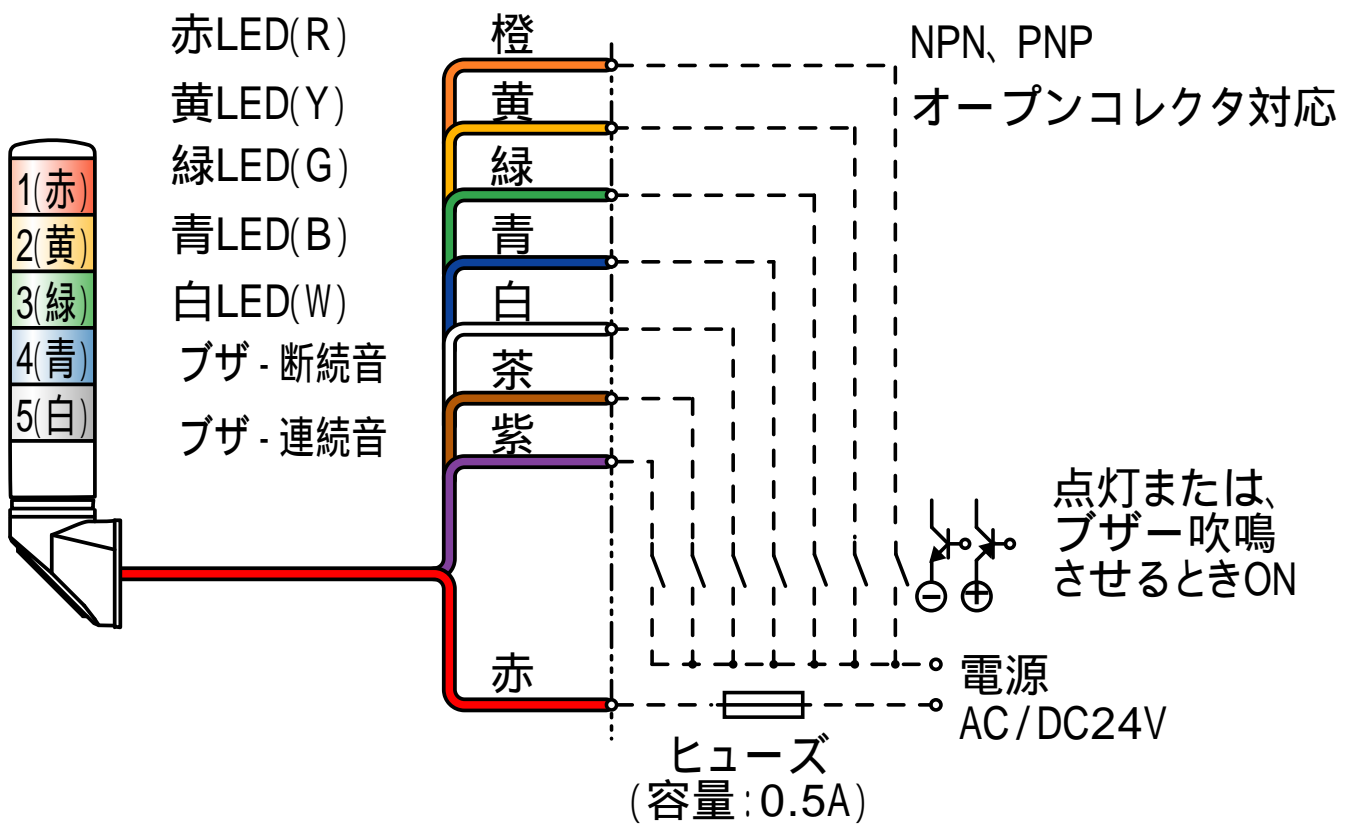 赤LED(R)
橙
NPN、PNP
オープンコレクタ対応
黄LED(Y)
黄
緑LED(G)
緑
青LED(B)
青
白LED(W)
白
ブザ-断続音
茶
ブザ-連続音
紫
1(赤)
2(黄)
3(緑)
4(青)
5(白)
点灯または、
ブザー吹鳴
させるときON
赤
電源
AC/DC24V
ヒューズ
(容量:0.5A)